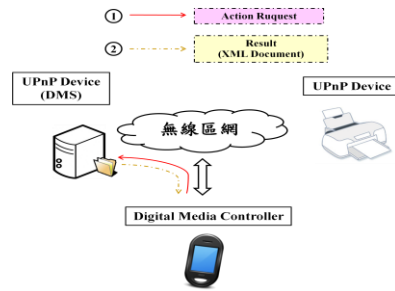 1
Action Ruquest
2
Result
(XML Document)
UPnP Device
(DMS)
UPnP Device
無線區網
Digital Media Controller